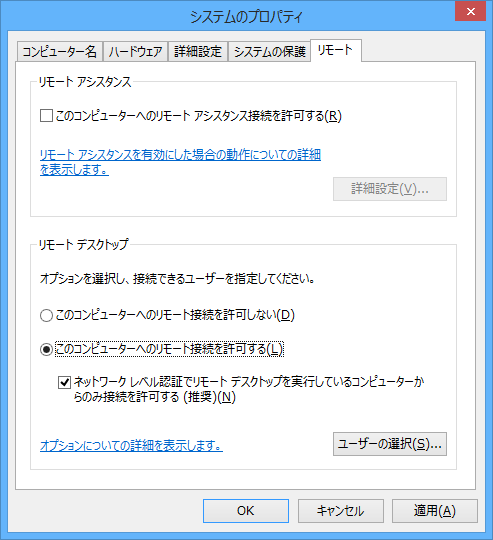 システムのプロパティ
コンピューター名
ハードウェア
詳細設定
システムの保護
リモート
リモート アシスタンス
このコンピューターへのリモート アシスタンス接続を許可する(R)
リモート アシスタンスを有効にした場合の動作についての詳細
を表示します。
詳細設定(V)...
リモート デスクトップ
オプションを選択し、接続できるユーザーを指定してください。
このコンピューターへのリモート接続を許可しない(D)
このコンピューターへのリモート接続を許可する(L)
ネットワーク レベル認証でリモート デスクトップを実行しているコンピューターか
らのみ接続を許可する (推奨)(N)
オプションについての詳細を表示します。
ユーザーの選択(S)...
OK
キャンセル
適用(A)